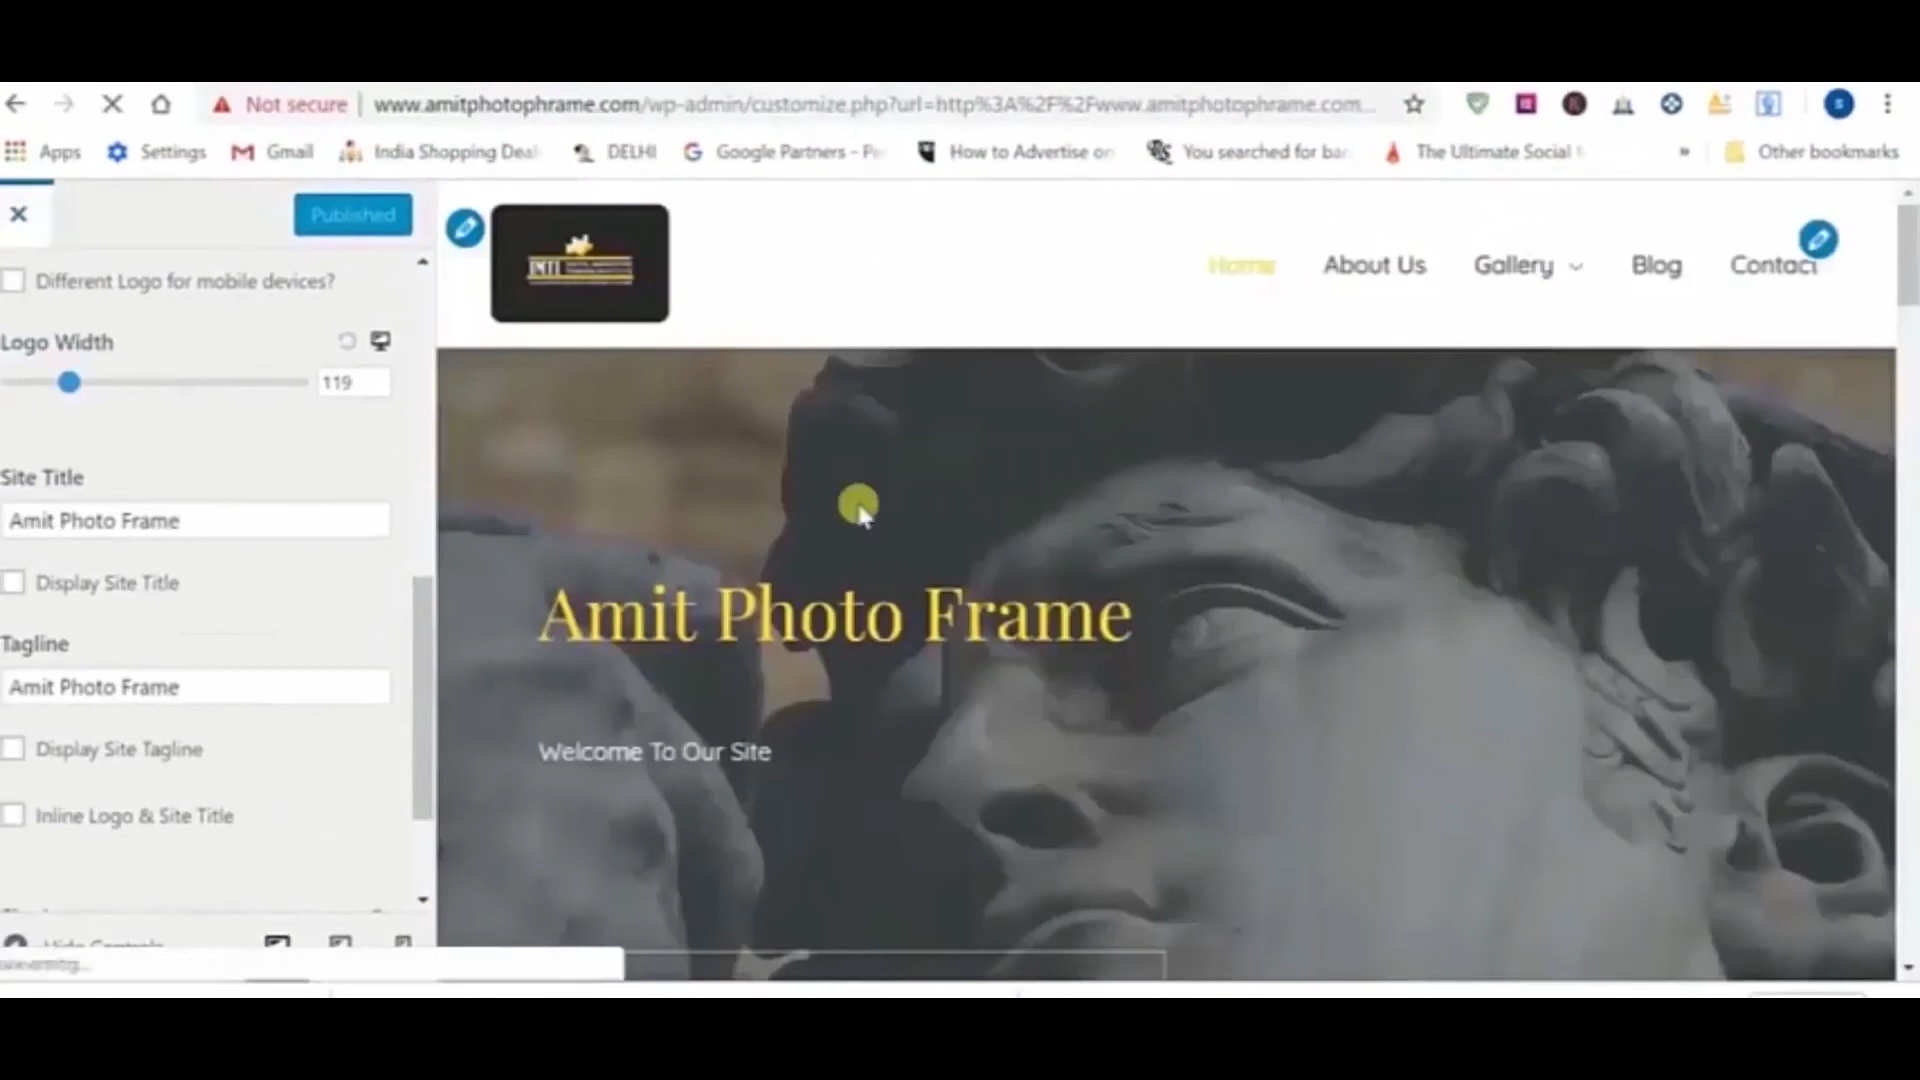 Not secure | www.amitphotophrame.com/wp-admin/customize.php?url=http%3A%2F%2Fwww.amitphotophrame.com...
Apps Settings Gmail India Shopping Deal DELHI Google Partners - Pe How to Advertise on You searched for bac The Ultimate Social » Other bookmarks
Published
Different Logo for mobile devices?
Logo Width
119
Site Title
Amit Photo Frame
Display Site Title
Tagline
Amit Photo Frame
Display Site Tagline
Inline Logo & Site Title
Hide Controls
Home About Us Gallery Blog Contact
Amit Photo Frame
Welcome To Our Site